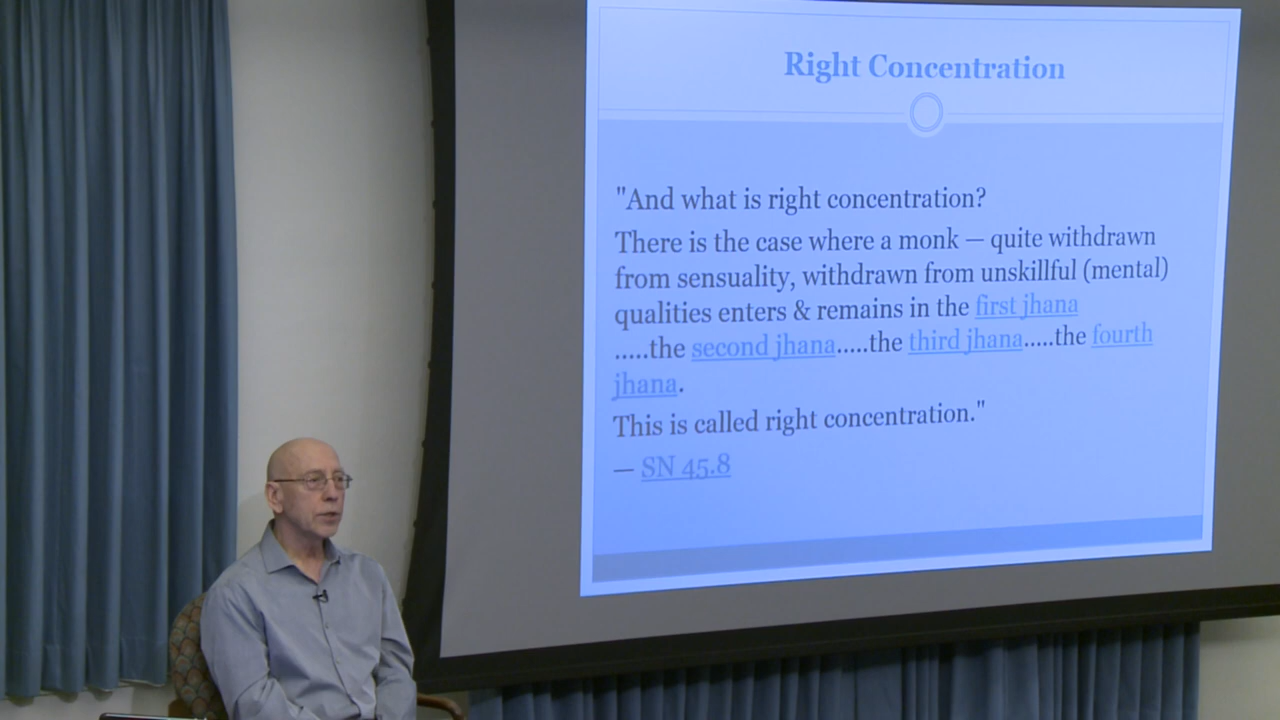 Right Concentration
"And what is right concentration?
There is the case where a monk — quite withdrawn
from sensuality, withdrawn from unskillful (mental)
qualities enters & remains in the first jhana
.....the second jhana.....the third jhana.....the fourth
jhana.
This is called right concentration."
— SN 45.8